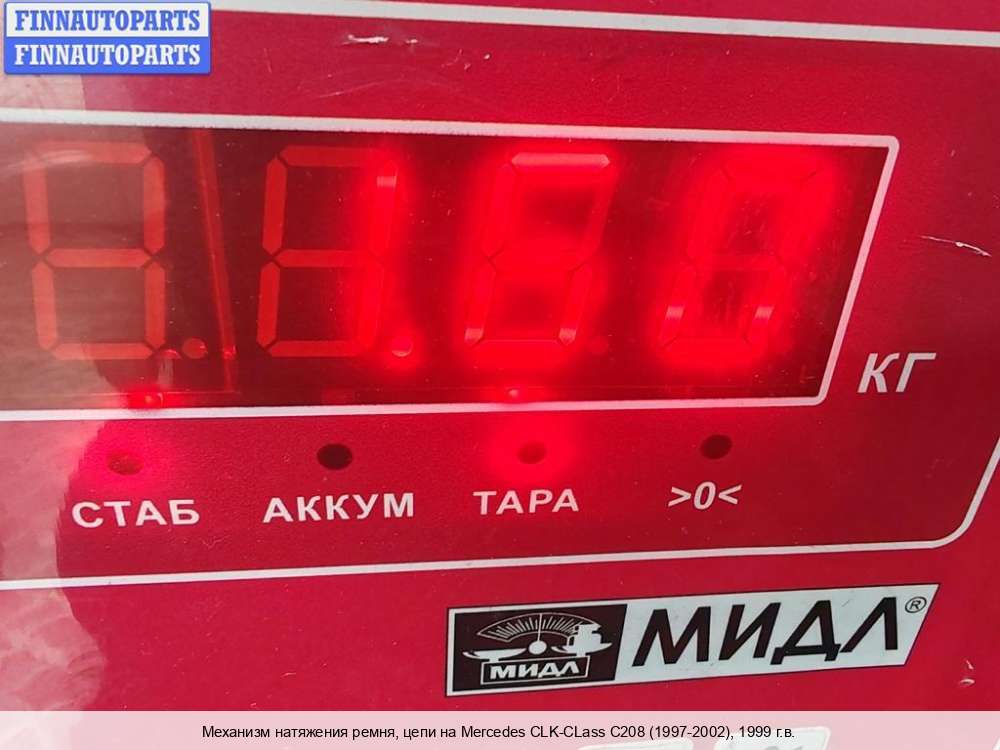 FINNAUTOPARTS
FINNAUTOPARTS
КГ
СТАБ АККУМ ТАРА >0<
МИДЛ МИДЛ®
Механизм натяжения ремня, цепи на Mercedes CLK-CLass C208 (1997-2002), 1999 г.в.